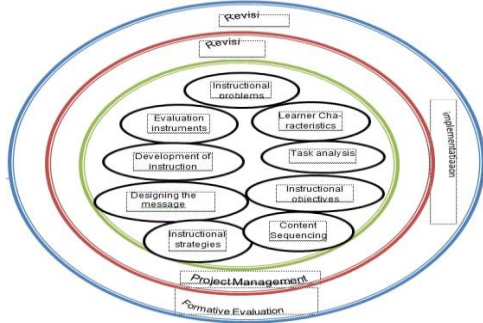 Revisi
Revisi
Instructional
problems
Evaluation
instruments
Learner Cha-
racteristics
Development of
instruction
Task analysis
Designing the
message
Instructional
objectives
Instructional
strategies
Content
Sequencing
implementatiaaon
Project Management
Formative Evaluation